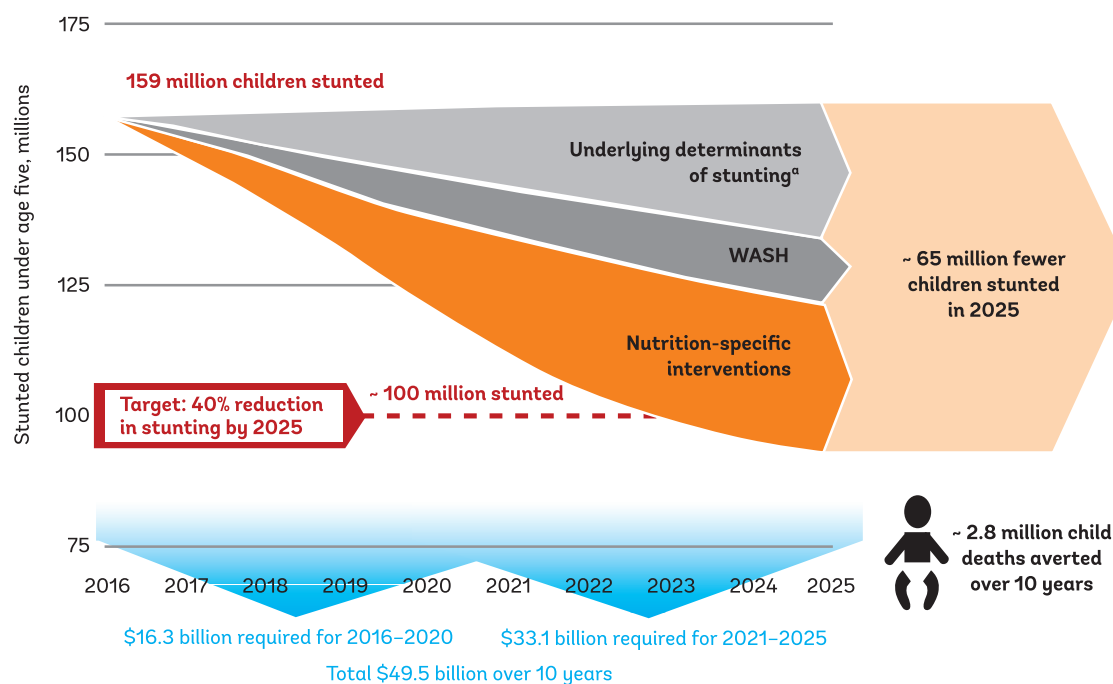 Stunted children under age five, millions
175
159 million children stunted
150
Underlying determinants
of stuntingᵃ
WASH
~ 65 million fewer
children stunted
in 2025
125
Nutrition-specific
interventions
100
Target: 40% reduction
in stunting by 2025
~ 100 million stunted
75
2016 2017 2018 2019 2020 2021 2022 2023 2024 2025
~ 2.8 million child
deaths averted
over 10 years
$16.3 billion required for 2016–2020
$33.1 billion required for 2021–2025
Total $49.5 billion over 10 years